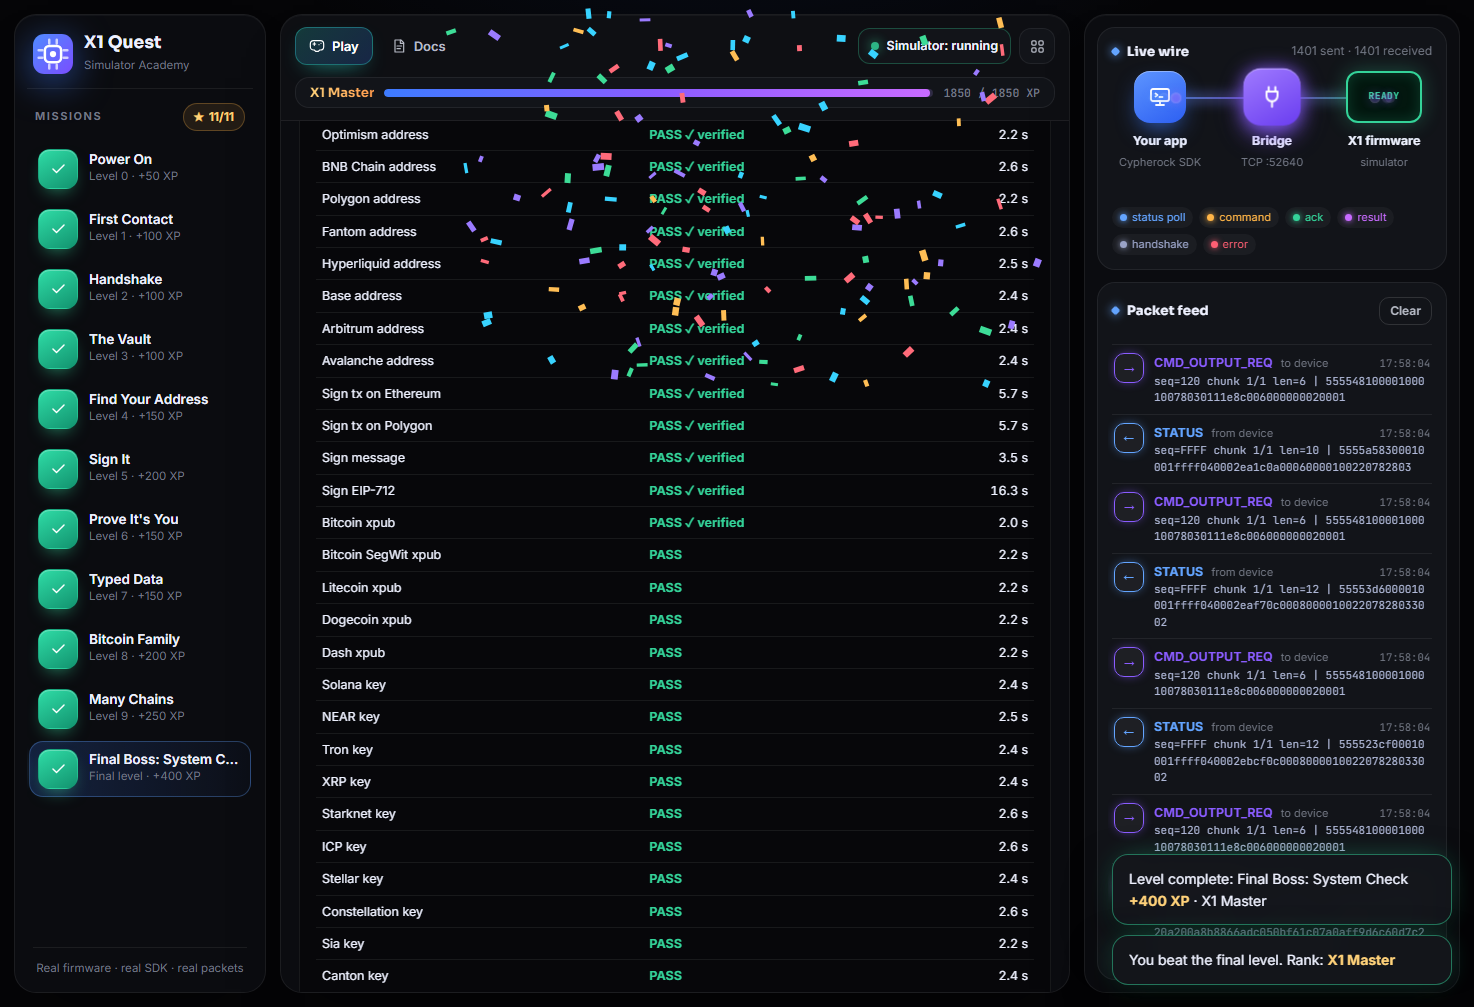 X1 Quest
Simulator Academy
MISSIONS
★ 11/11
Power On
Level 0 · +50 XP
First Contact
Level 1 · +100 XP
Handshake
Level 2 · +100 XP
The Vault
Level 3 · +100 XP
Find Your Address
Level 4 · +150 XP
Sign It
Level 5 · +200 XP
Prove It's You
Level 6 · +150 XP
Typed Data
Level 7 · +150 XP
Bitcoin Family
Level 8 · +200 XP
Many Chains
Level 9 · +250 XP
Final Boss: System C...
Final level · +400 XP
Real firmware · real SDK · real packets
Play
Docs
Simulator: running
X1 Master
1850 / 1850 XP
Optimism address PASS ✓ verified 2.2 s
BNB Chain address PASS ✓ verified 2.6 s
Polygon address PASS ✓ verified 2.2 s
Fantom address PASS ✓ verified 2.6 s
Hyperliquid address PASS ✓ verified 2.5 s
Base address PASS ✓ verified 2.4 s
Arbitrum address PASS ✓ verified 2.4 s
Avalanche address PASS ✓ verified 2.4 s
Sign tx on Ethereum PASS ✓ verified 5.7 s
Sign tx on Polygon PASS ✓ verified 5.7 s
Sign message PASS ✓ verified 3.5 s
Sign EIP-712 PASS ✓ verified 16.3 s
Bitcoin xpub PASS ✓ verified 2.0 s
Bitcoin SegWit xpub PASS 2.2 s
Litecoin xpub PASS 2.2 s
Dogecoin xpub PASS 2.2 s
Dash xpub PASS 2.2 s
Solana key PASS 2.4 s
NEAR key PASS 2.5 s
Tron key PASS 2.4 s
XRP key PASS 2.4 s
Starknet key PASS 2.6 s
ICP key PASS 2.6 s
Stellar key PASS 2.4 s
Constellation key PASS 2.6 s
Sia key PASS 2.2 s
Canton key PASS 2.4 s
Live wire
1401 sent · 1401 received
READY
Your app
Cypherock SDK
Bridge
TCP :52640
X1 firmware
simulator
status poll
command
ack
result
handshake
error
Packet feed
Clear
CMD_OUTPUT_REQ to device 17:58:04
seq=120 chunk 1/1 len=6 | 555548100001000
10078030111e8c006000000020001
STATUS from device 17:58:04
seq=FFFF chunk 1/1 len=10 | 5555a58300010
001ffff040002ea1c0a00060000100220782803
CMD_OUTPUT_REQ to device 17:58:04
seq=120 chunk 1/1 len=6 | 555548100001000
10078030111e8c006000000020001
STATUS from device 17:58:04
seq=FFFF chunk 1/1 len=12 | 55553d6000010
001ffff040002eaf70c0008000010022078280330
02
CMD_OUTPUT_REQ to device 17:58:04
seq=120 chunk 1/1 len=6 | 555548100001000
10078030111e8c006000000020001
STATUS from device 17:58:04
seq=FFFF chunk 1/1 len=12 | 555523cf00010
001ffff040002ebcf0c0008000010022078280330
02
CMD_OUTPUT_REQ to device 17:58:04
seq=120 chunk 1/1 len=6 | 555548100001000
10078030111e8c006000000020001
Level complete: Final Boss: System Check
+400 XP · X1 Master
You beat the final level. Rank: X1 Master